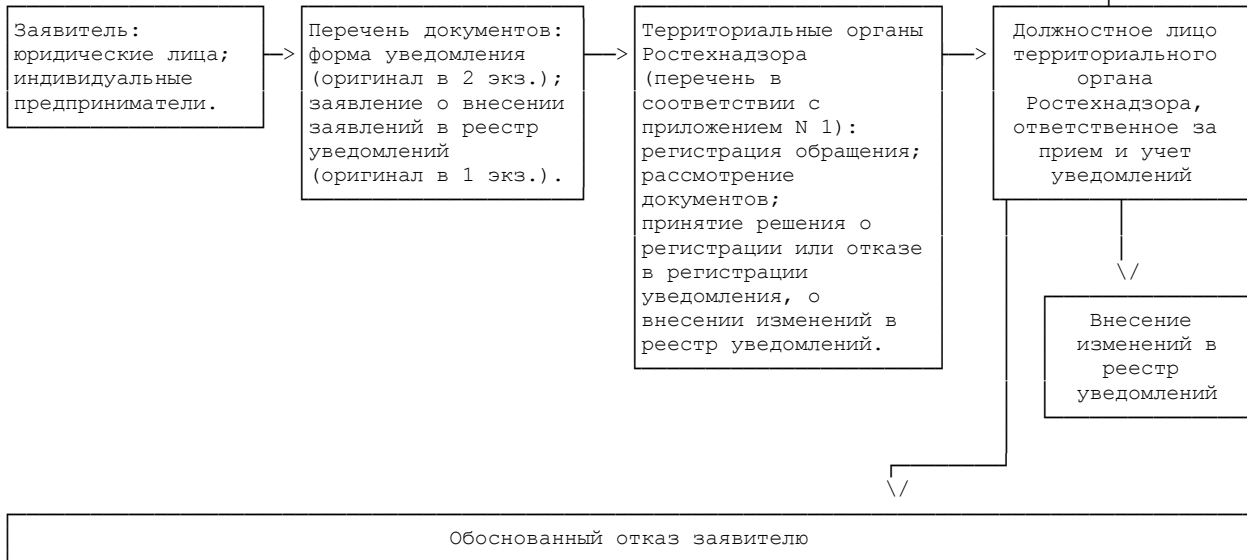 Заявитель:
юридические лица;
индивидуальные
предприниматели.
Перечень документов:
форма уведомления
(оригинал в 2 экз.);
заявление о внесении
заявлений в реестр
уведомлений
(оригинал в 1 экз.).
Территориальные органы
Ростехнадзора
(перечень в
соответствии с
приложением N 1):
регистрация обращения;
рассмотрение
документов;
принятие решения о
регистрации или отказе
в регистрации
уведомления, о
внесении изменений в
реестр уведомлений.
Должностное лицо
территориального
органа
Ростехнадзора,
ответственное за
прием и учет
уведомлений
Внесение
изменений в
реестр
уведомлений
Обоснованный отказ заявителю